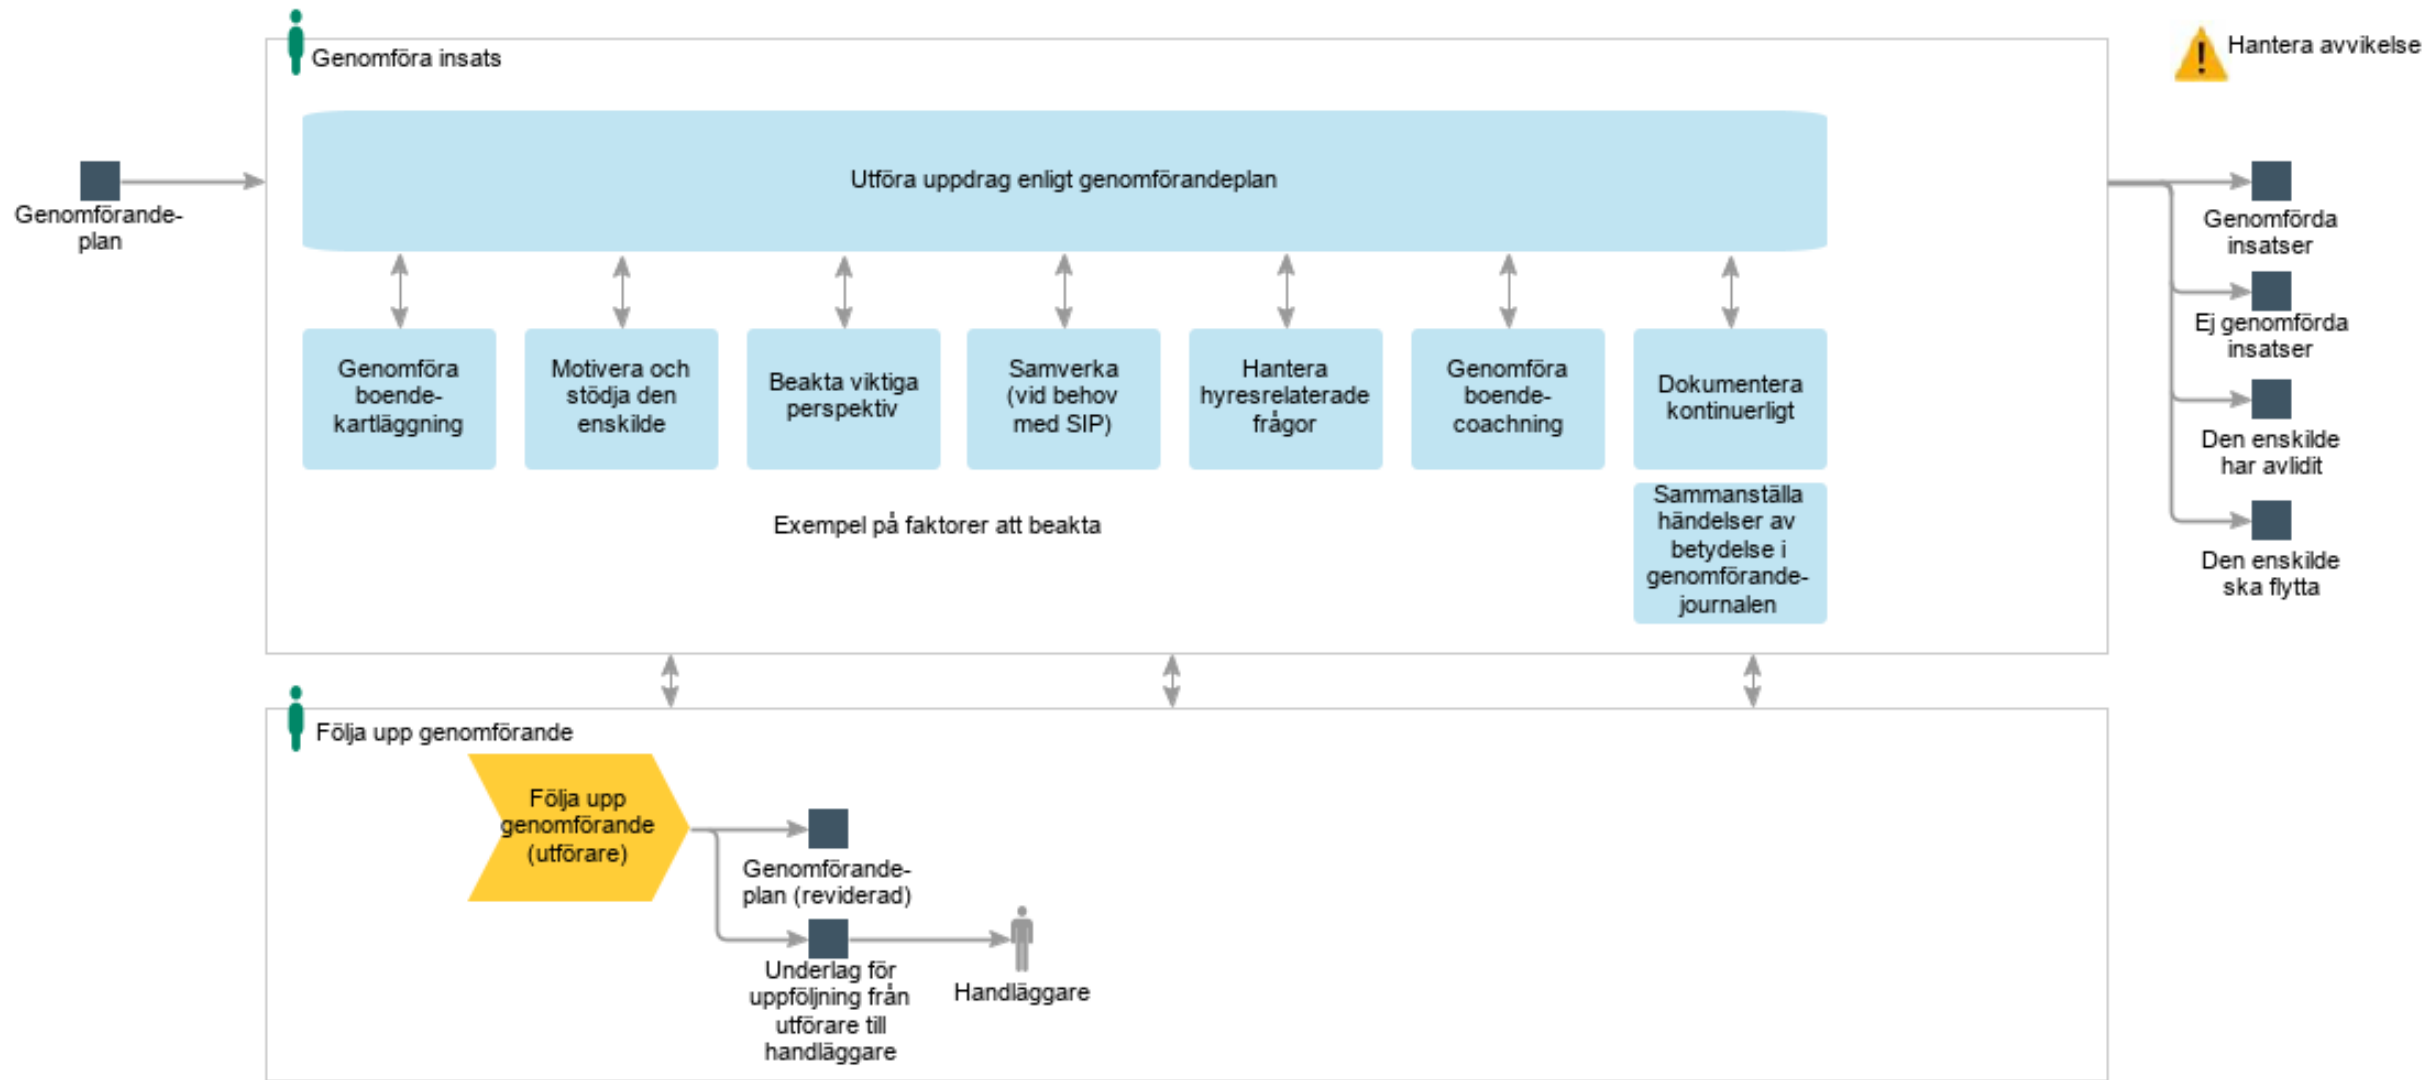 Genomföra insats
Hantera avvikelse
Utföra uppdrag enligt genomförandeplan
Genomförande-
plan
Genomföra
boende-
kartläggning
Motivera och
stödja den
enskilde
Beakta viktiga
perspektiv
Samverka
(vid behov
med SIP)
Hantera
hyresrelaterade
frågor
Genomföra
boende-
coachning
Dokumentera
kontinuerligt
Sammanställa
händelser av
betydelse i
genomförande-
journalen
Exempel på faktorer att beakta
Genomförda
insatser
Ej genomförda
insatser
Den enskilde
har avlidit
Den enskilde
ska flytta
Följa upp genomförande
Följa upp
genomförande
(utförare)
Genomförande-
plan (reviderad)
Underlag för
uppföljning från
utförare till
handläggare
Handläggare